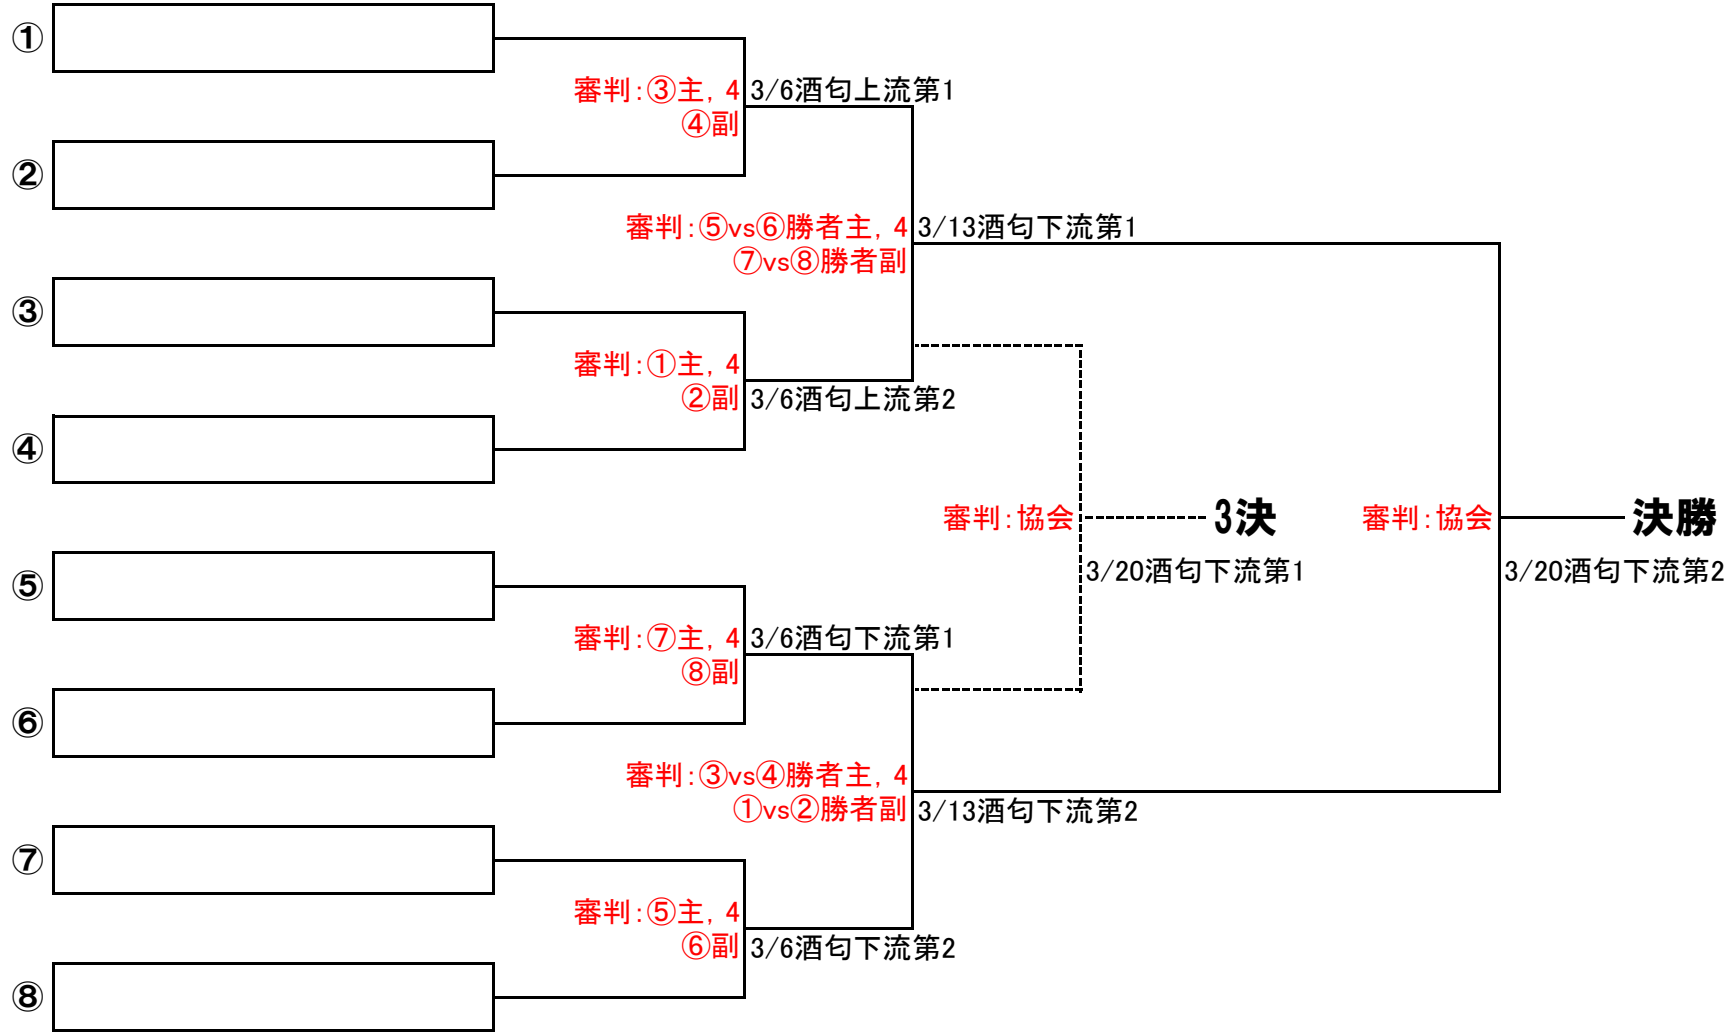 ①
審判：③主，4
3/6酒匂上流第1
④副
②
審判：⑤vs⑥勝者主，4
3/13酒匂下流第1
⑦vs⑧勝者副
③
審判：①主，4
②副
3/6酒匂上流第2
④
審判：協会
3決
審判：協会
決勝
3/20酒匂下流第1
3/20酒匂下流第2
⑤
審判：⑦主，4
3/6酒匂下流第1
⑧副
⑥
審判：③vs④勝者主，4
①vs②勝者副
3/13酒匂下流第2
⑦
審判：⑤主，4
⑥副
3/6酒匂下流第2
⑧